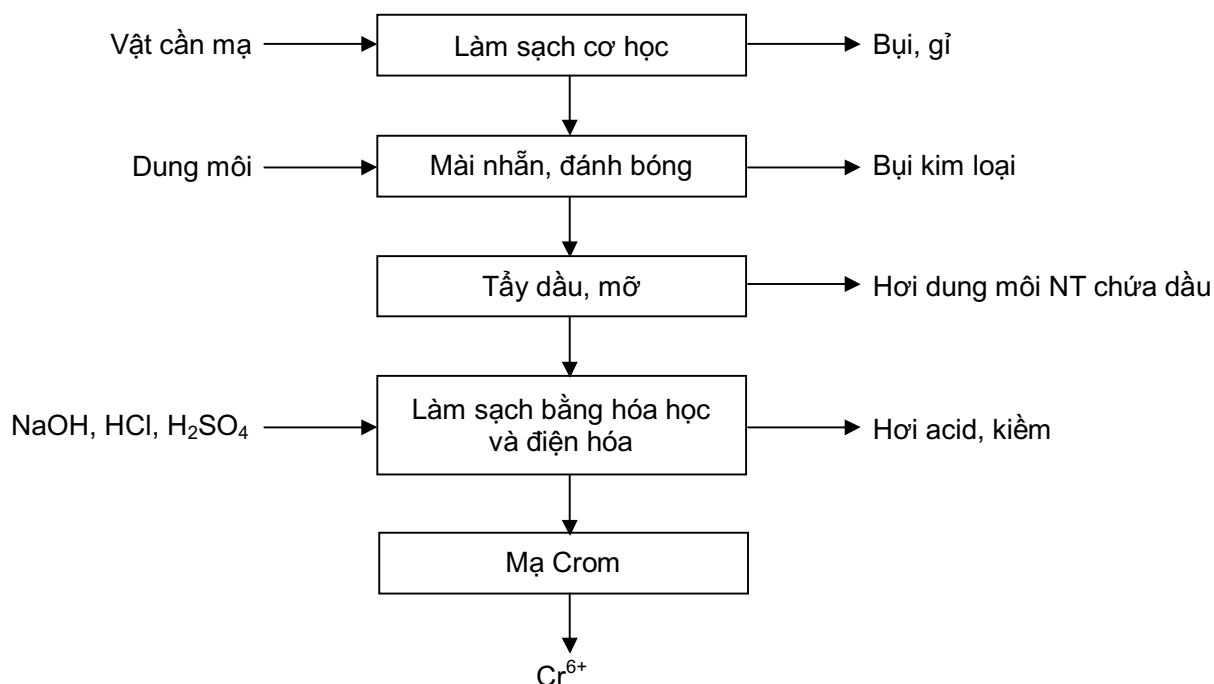 Vật cần mạ
Làm sạch cơ học
Bụi, gỉ
Dung môi
Mài nhẵn, đánh bóng
Bụi kim loại
Tẩy dầu, mỡ
Hơi dung môi NT chứa dầu
NaOH, HCl, H₂SO₄
Làm sạch bằng hóa học
và điện hóa
Hơi acid, kiềm
Mạ Crom
Cr⁶⁺